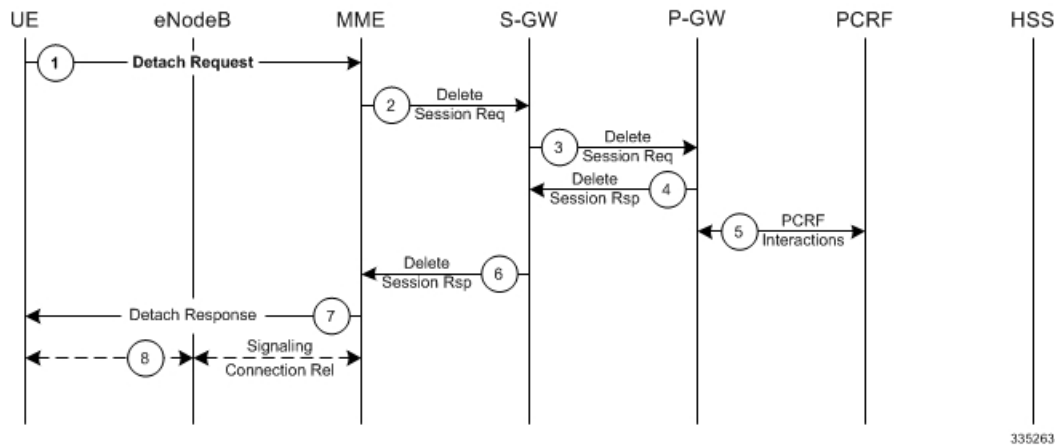 UE eNodeB MME S-GW P-GW PCRF HSS
1 Detach Request
2 Delete
Session Req
3 Delete
Session Req
Delete 4
Session Rsp
5 PCRF
Interactions
Delete 6
Session Rsp
Detach Response 7
8 Signaling
Connection Rel
335263